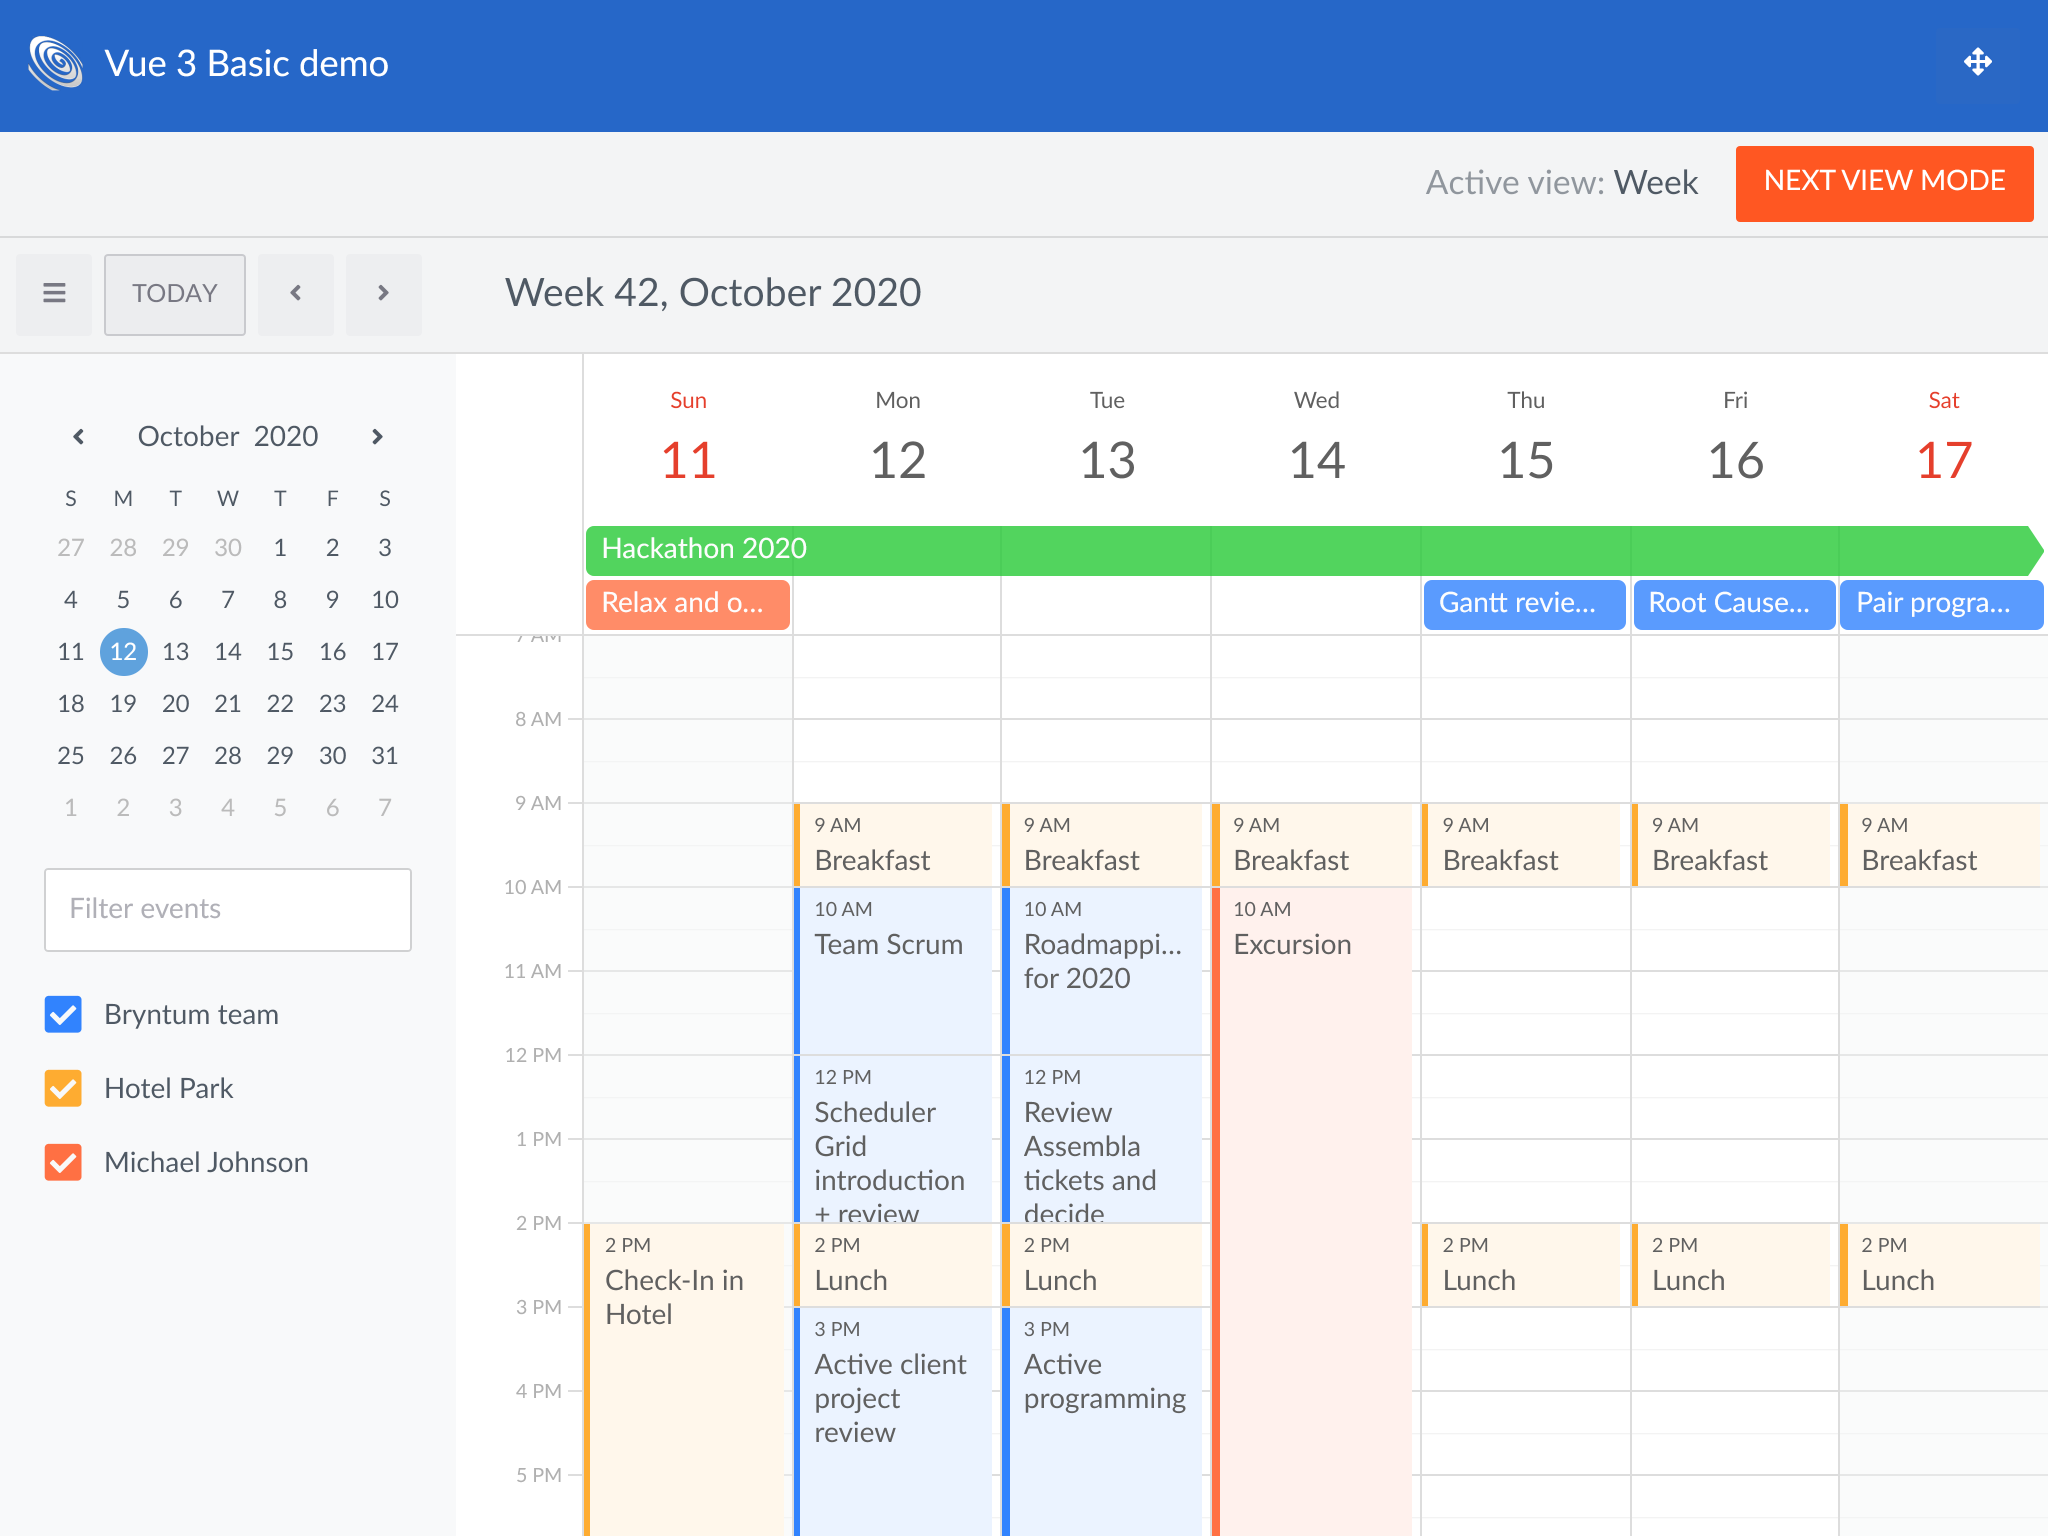 Vue 3 Basic demo
Active view: Week
NEXT VIEW MODE
TODAY
Week 42, October 2020
October 2020
S M T W T F S
27 28 29 30 1 2 3
4 5 6 7 8 9 10
11 12 13 14 15 16 17
18 19 20 21 22 23 24
25 26 27 28 29 30 31
1 2 3 4 5 6 7
Filter events
Bryntum team
Hotel Park
Michael Johnson
Sun Mon Tue Wed Thu Fri Sat
11 12 13 14 15 16 17
Hackathon 2020
Relax and o... Gantt revie... Root Cause... Pair progra...
7 AM
8 AM
9 AM
10 AM
11 AM
12 PM
1 PM
2 PM
3 PM
4 PM
5 PM
2 PM
Check-In in
Hotel
9 AM
Breakfast
10 AM
Team Scrum
12 PM
Scheduler
Grid
introduction
+ review
2 PM
Lunch
3 PM
Active client
project
review
9 AM
Breakfast
10 AM
Roadmappi...
for 2020
12 PM
Review
Assembla
tickets and
decide
2 PM
Lunch
3 PM
Active
programming
9 AM
Breakfast
10 AM
Excursion
9 AM
Breakfast
2 PM
Lunch
9 AM
Breakfast
2 PM
Lunch
9 AM
Breakfast
2 PM
Lunch